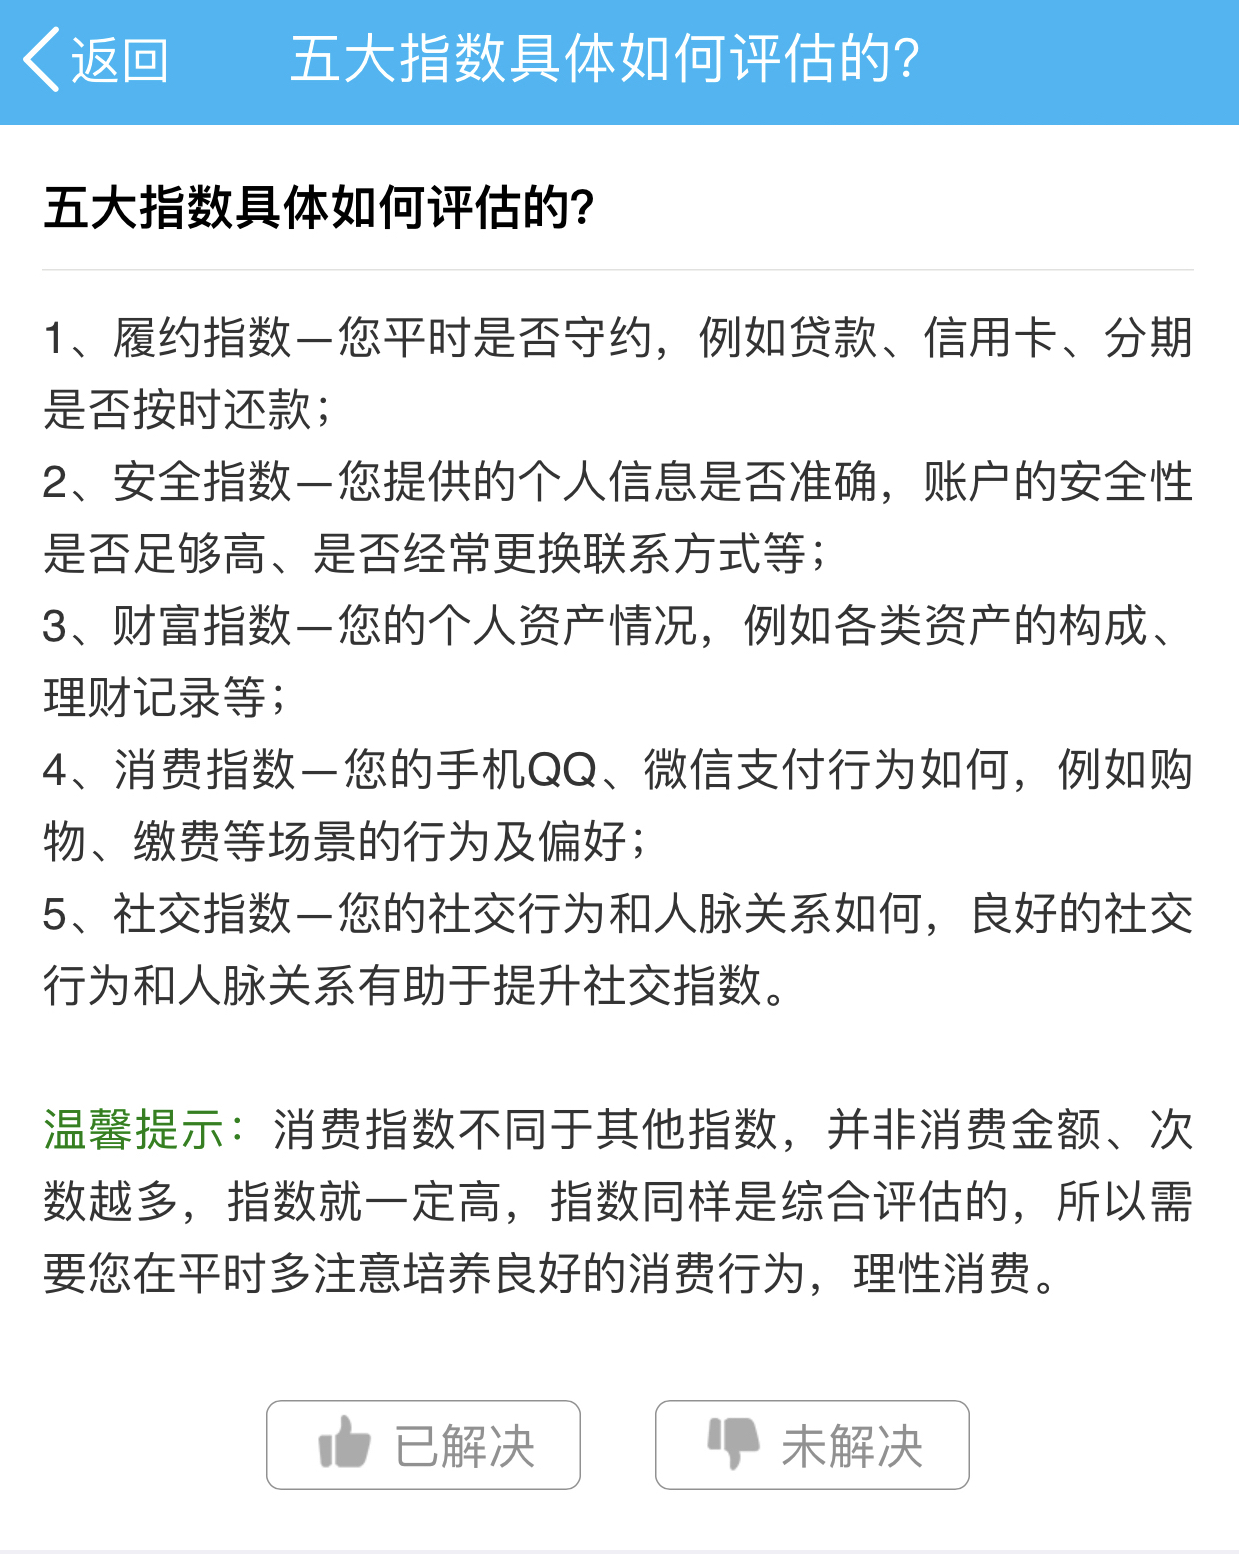 返回
五大指数具体如何评估的?
五大指数具体如何评估的?
1、履约指数—您平时是否守约，例如贷款、信用卡、分期
是否按时还款；
2、安全指数—您提供的个人信息是否准确，账户的安全性
是否足够高、是否经常更换联系方式等；
3、财富指数—您的个人资产情况，例如各类资产的构成、
理财记录等；
4、消费指数—您的手机QQ、微信支付行为如何，例如购
物、缴费等场景的行为及偏好；
5、社交指数—您的社交行为和人脉关系如何，良好的社交
行为和人脉关系有助于提升社交指数。
温馨提示：消费指数不同于其他指数，并非消费金额、次
数越多，指数就一定高，指数同样是综合评估的，所以需
要您在平时多注意培养良好的消费行为，理性消费。
已解决
未解决